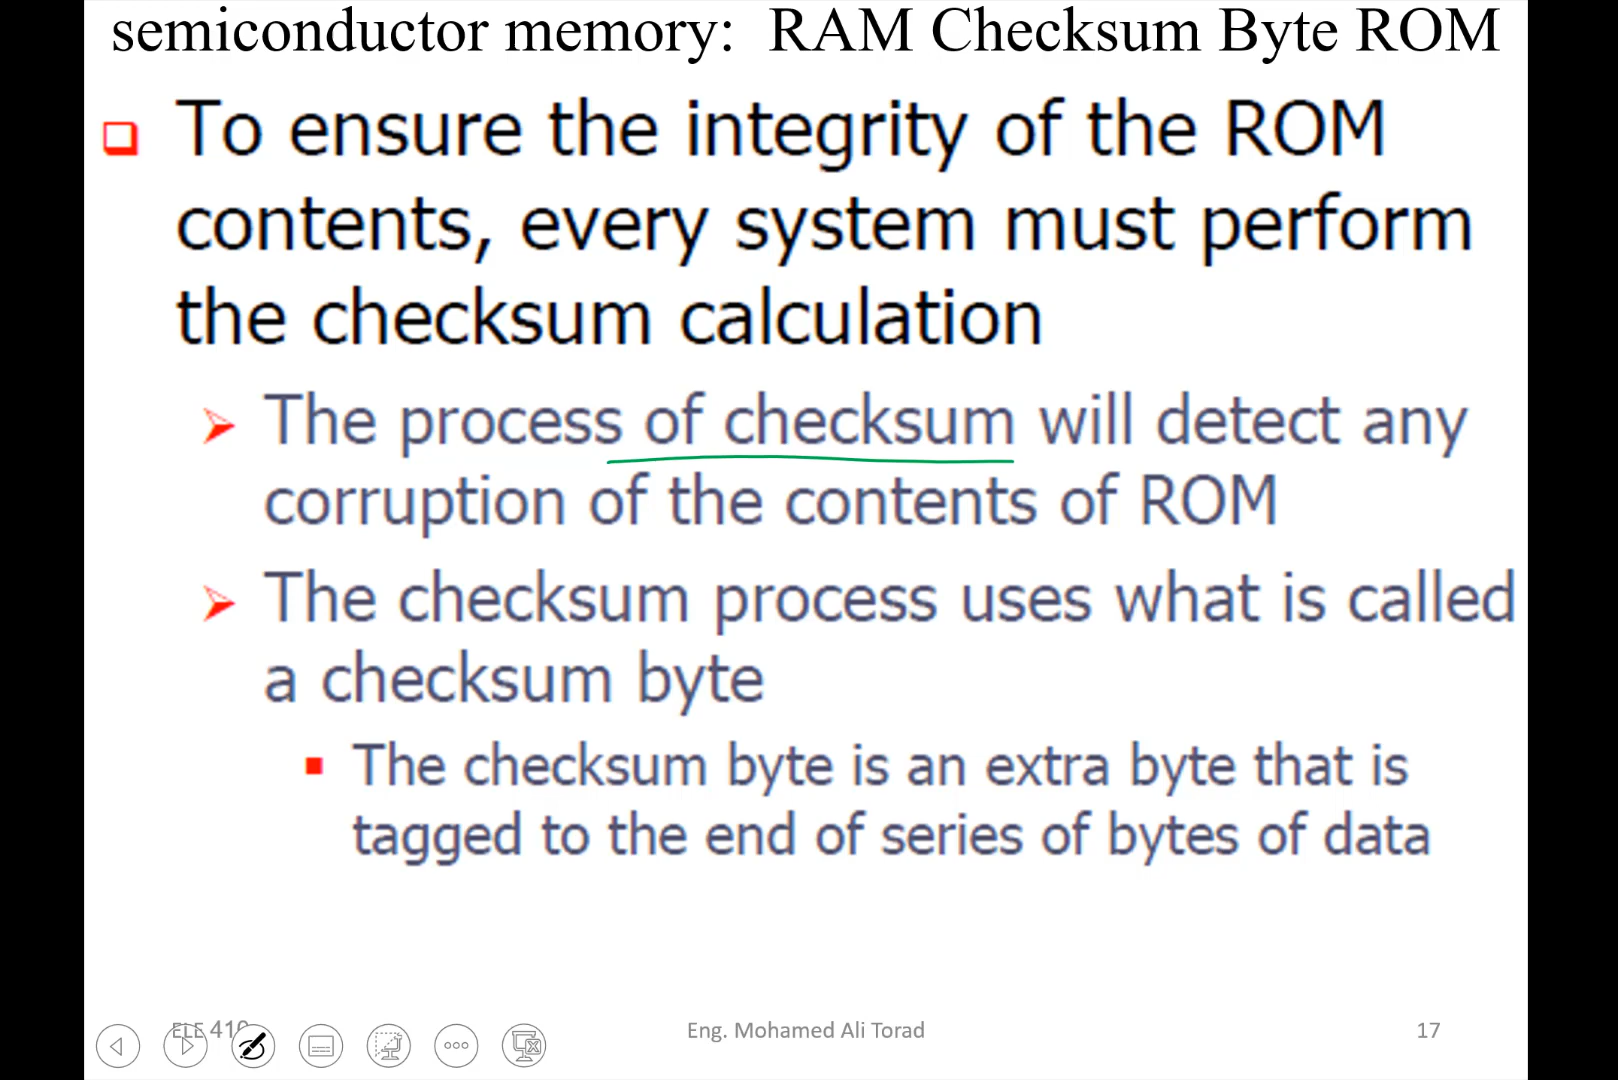 semiconductor memory: RAM Checksum Byte ROM
To ensure the integrity of the ROM
contents, every system must perform
the checksum calculation
The process of checksum will detect any
corruption of the contents of ROM
The checksum process uses what is called
a checksum byte
The checksum byte is an extra byte that is
tagged to the end of series of bytes of data
ELE 410
Eng. Mohamed Ali Torad
17